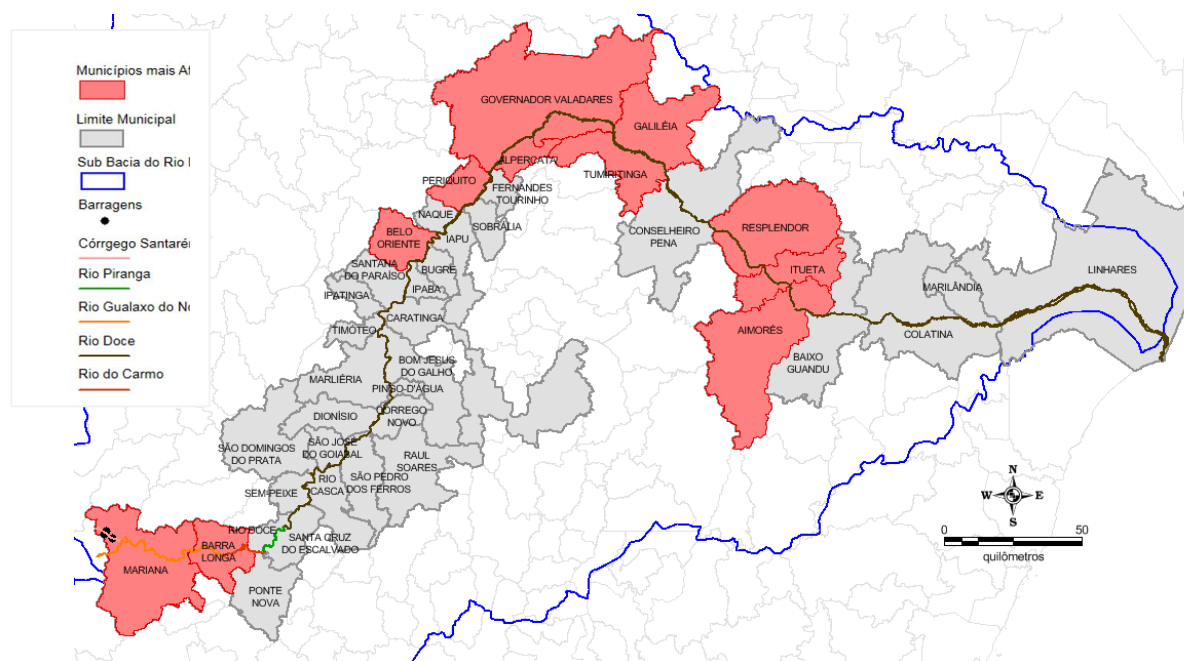 Municípios mais Af
Limite Municipal
Sub Bacia do Rio
Barragens
Córrgego Santarén
Rio Piranga
Rio Gualaxo do No
Rio Doce
Rio do Carmo
GOVERNADOR VALADARES
GALILÉIA
ALPERCATA
TUMIRITINGA
PERIQUITO
FERNANDES
TOURINHO
NAQUE
SOBRÁLIA
BELO
ORIENTE
IAPU
CONSELHEIRO
PENA
RESPLENDOR
SANTANA
DO PARAÍSO
BUGRE
ITUETA
LINHARES
IPATINGA
IPABA
MARILÂNDIA
CARATINGA
TIMÓTEO
AIMORÉS
COLATINA
BOM JESUS
DO GALHO
BAIXO
GUANDU
MARLIÉRIA
PINGO-D'ÁGUA
DIONÍSIO
CÓRREGO
NOVO
SÃO DOMINGOS
DO PRATA
SÃO JOSÉ
DO GOIABAL
RAUL
SOARES
RIO
CASCA
SÃO PEDRO
DOS FERROS
SEM-PEIXE
RIO DOCE
SANTA CRUZ
DO ESCALVADO
BARRA
LONGA
MARIANA
PONTE
NOVA
N
W E
S
0 50
quilômetros